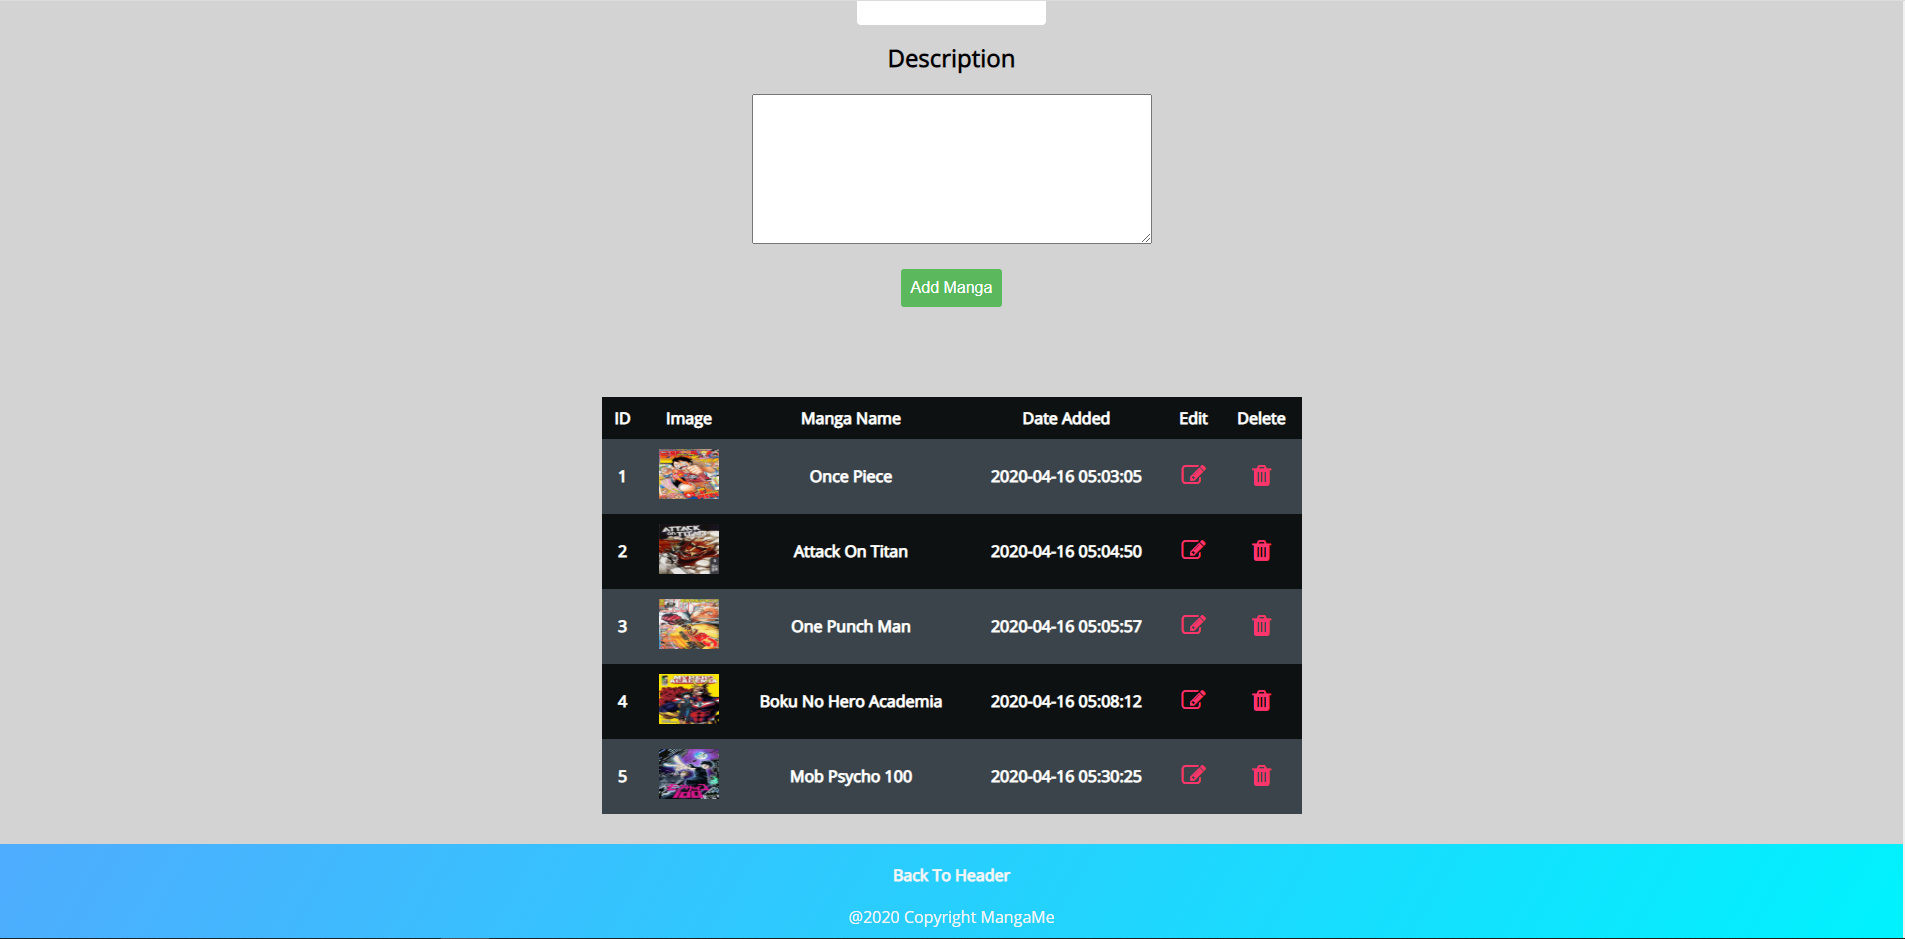 Description
Add Manga
ID Image Manga Name Date Added Edit Delete
1 Once Piece 2020-04-16 05:03:05
ATTACK
2 Attack On Titan 2020-04-16 05:04:50
3 One Punch Man 2020-04-16 05:05:57
4 Boku No Hero Academia 2020-04-16 05:08:12
5 Mob Psycho 100 2020-04-16 05:30:25
Back To Header
@2020 Copyright MangaMe